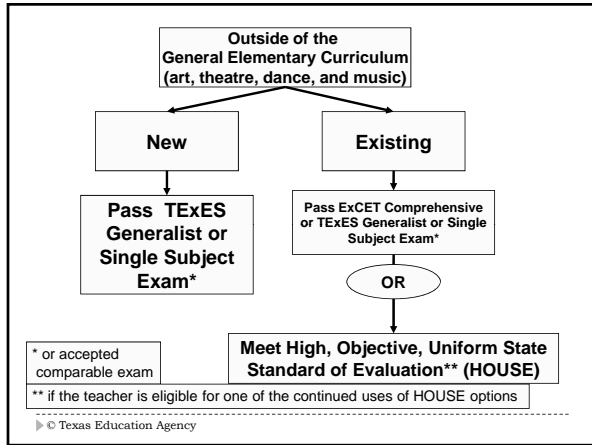 Outside of the
General Elementary Curriculum
(art, theatre, dance, and music)
New
Existing
Pass TExES
Generalist or
Single Subject
Exam*
Pass ExCET Comprehensive
or TExES Generalist or Single
Subject Exam*
OR
Meet High, Objective, Uniform State
Standard of Evaluation** (HOUSE)
* or accepted
comparable exam
** if the teacher is eligible for one of the continued uses of HOUSE options
© Texas Education Agency